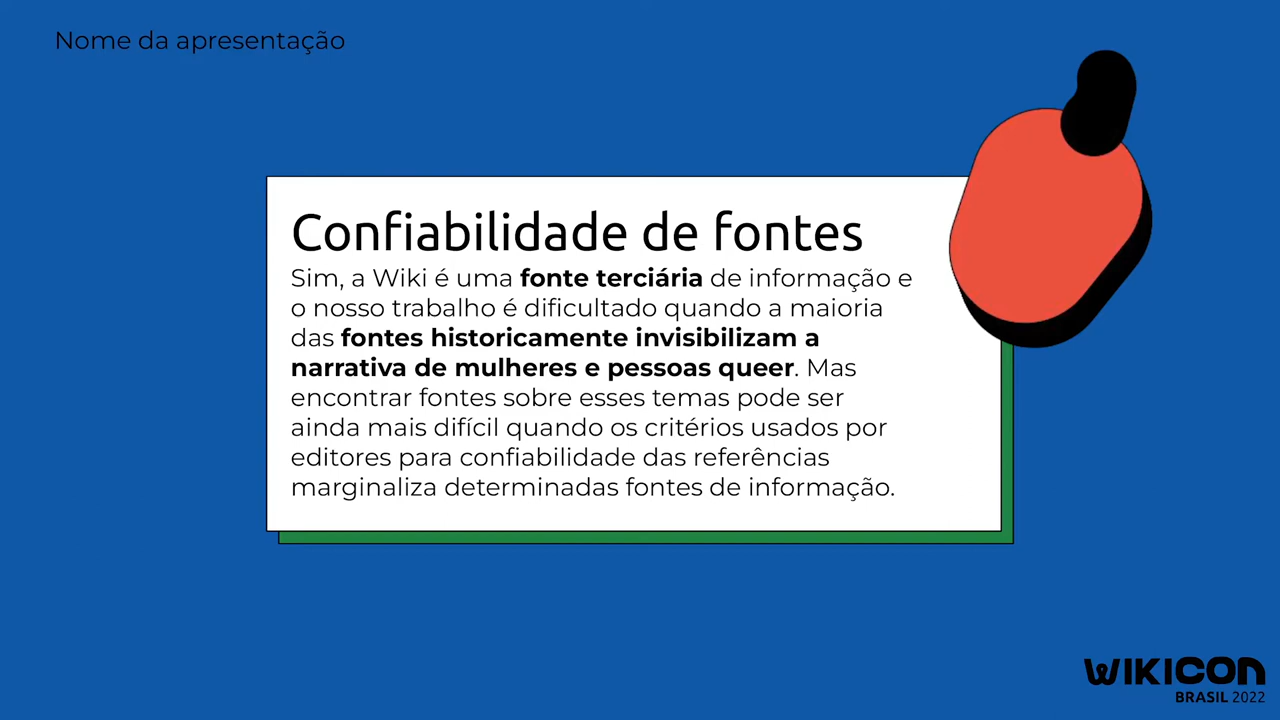 Nome da apresentação
Confiabilidade de fontes
Sim, a Wiki é uma fonte terciária de informação e
o nosso trabalho é dificultado quando a maioria
das fontes historicamente invisibilizam a
narrativa de mulheres e pessoas queer. Mas
encontrar fontes sobre esses temas pode ser
ainda mais difícil quando os critérios usados por
editores para confiabilidade das referências
marginaliza determinadas fontes de informação.
WIKICON
BRASIL 2022